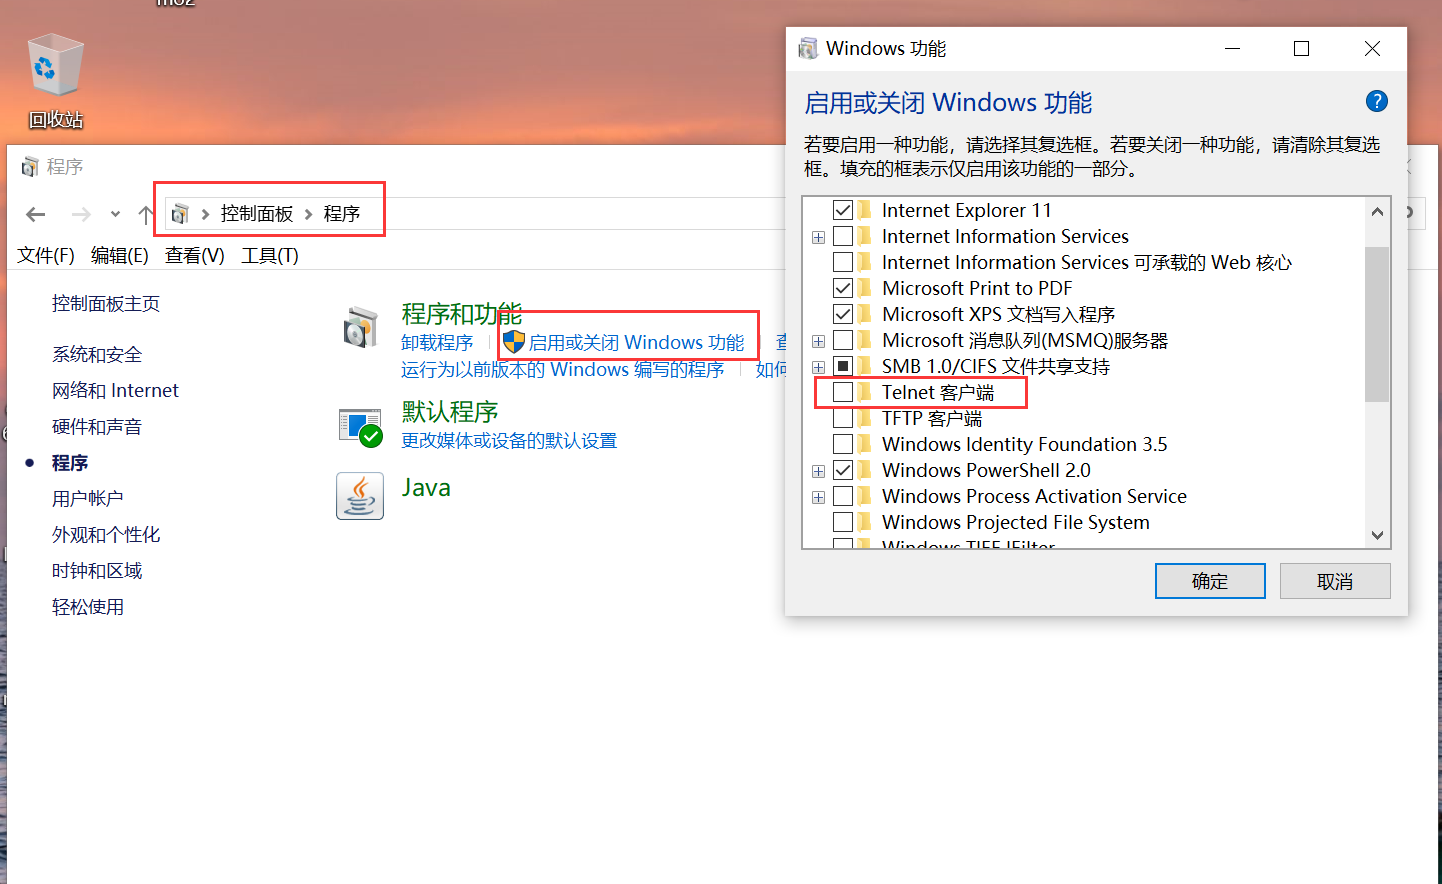 回收站
程序
控制面板 程序
文件(F) 编辑(E) 查看(V) 工具(T)
控制面板主页
系统和安全
网络和 Internet
硬件和声音
程序
用户帐户
外观和个性化
时钟和区域
轻松使用
程序和功能
卸载程序 启用或关闭 Windows 功能 查
运行为以前版本的 Windows 编写的程序 如何
默认程序
更改媒体或设备的默认设置
Java
Windows 功能
启用或关闭 Windows 功能
若要启用一种功能，请选择其复选框。若要关闭一种功能，请清除其复选
框。填充的框表示仅启用该功能的一部分。
Internet Explorer 11
Internet Information Services
Internet Information Services 可承载的 Web 核心
Microsoft Print to PDF
Microsoft XPS 文档写入程序
Microsoft 消息队列(MSMQ)服务器
SMB 1.0/CIFS 文件共享支持
Telnet 客户端
TFTP 客户端
Windows Identity Foundation 3.5
Windows PowerShell 2.0
Windows Process Activation Service
Windows Projected File System
Windows TIFF IFilter
确定 取消